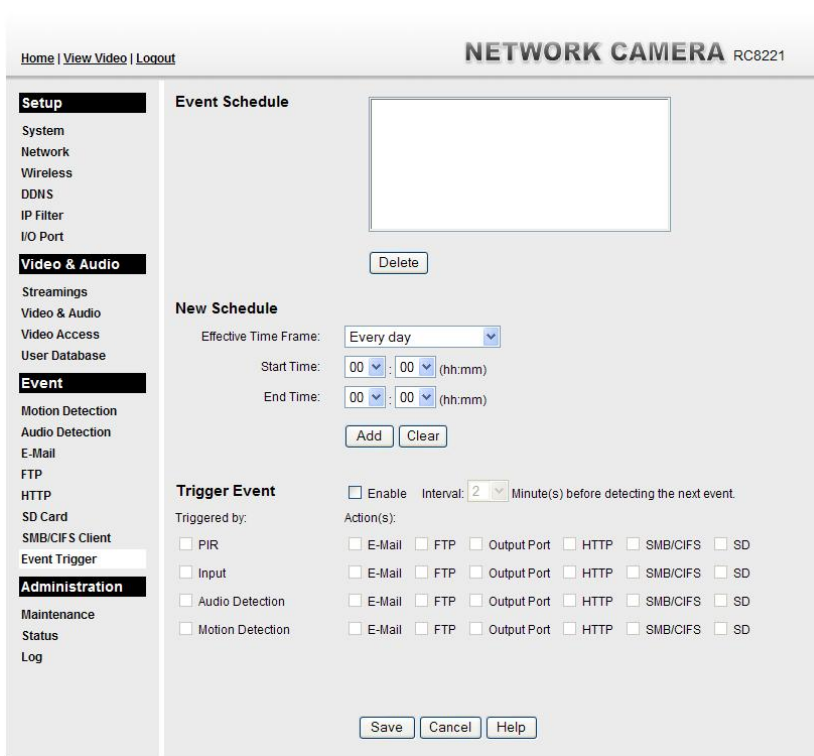 Home | View Video | Logout
NETWORK CAMERA RC8221
Setup
System
Network
Wireless
DDNS
IP Filter
I/O Port
Video & Audio
Streamings
Video & Audio
Video Access
User Database
Event
Motion Detection
Audio Detection
E-Mail
FTP
HTTP
SD Card
SMB/CIFS Client
Event Trigger
Administration
Maintenance
Status
Log
Event Schedule
Delete
New Schedule
Effective Time Frame: Every day
Start Time: 00 : 00 (hh:mm)
End Time: 00 : 00 (hh:mm)
Add Clear
Trigger Event Enable Interval: 2 Minute(s) before detecting the next event.
Triggered by: Action(s):
PIR E-Mail FTP Output Port HTTP SMB/CIFS SD
Input E-Mail FTP Output Port HTTP SMB/CIFS SD
Audio Detection E-Mail FTP Output Port HTTP SMB/CIFS SD
Motion Detection E-Mail FTP Output Port HTTP SMB/CIFS SD
Save Cancel Help